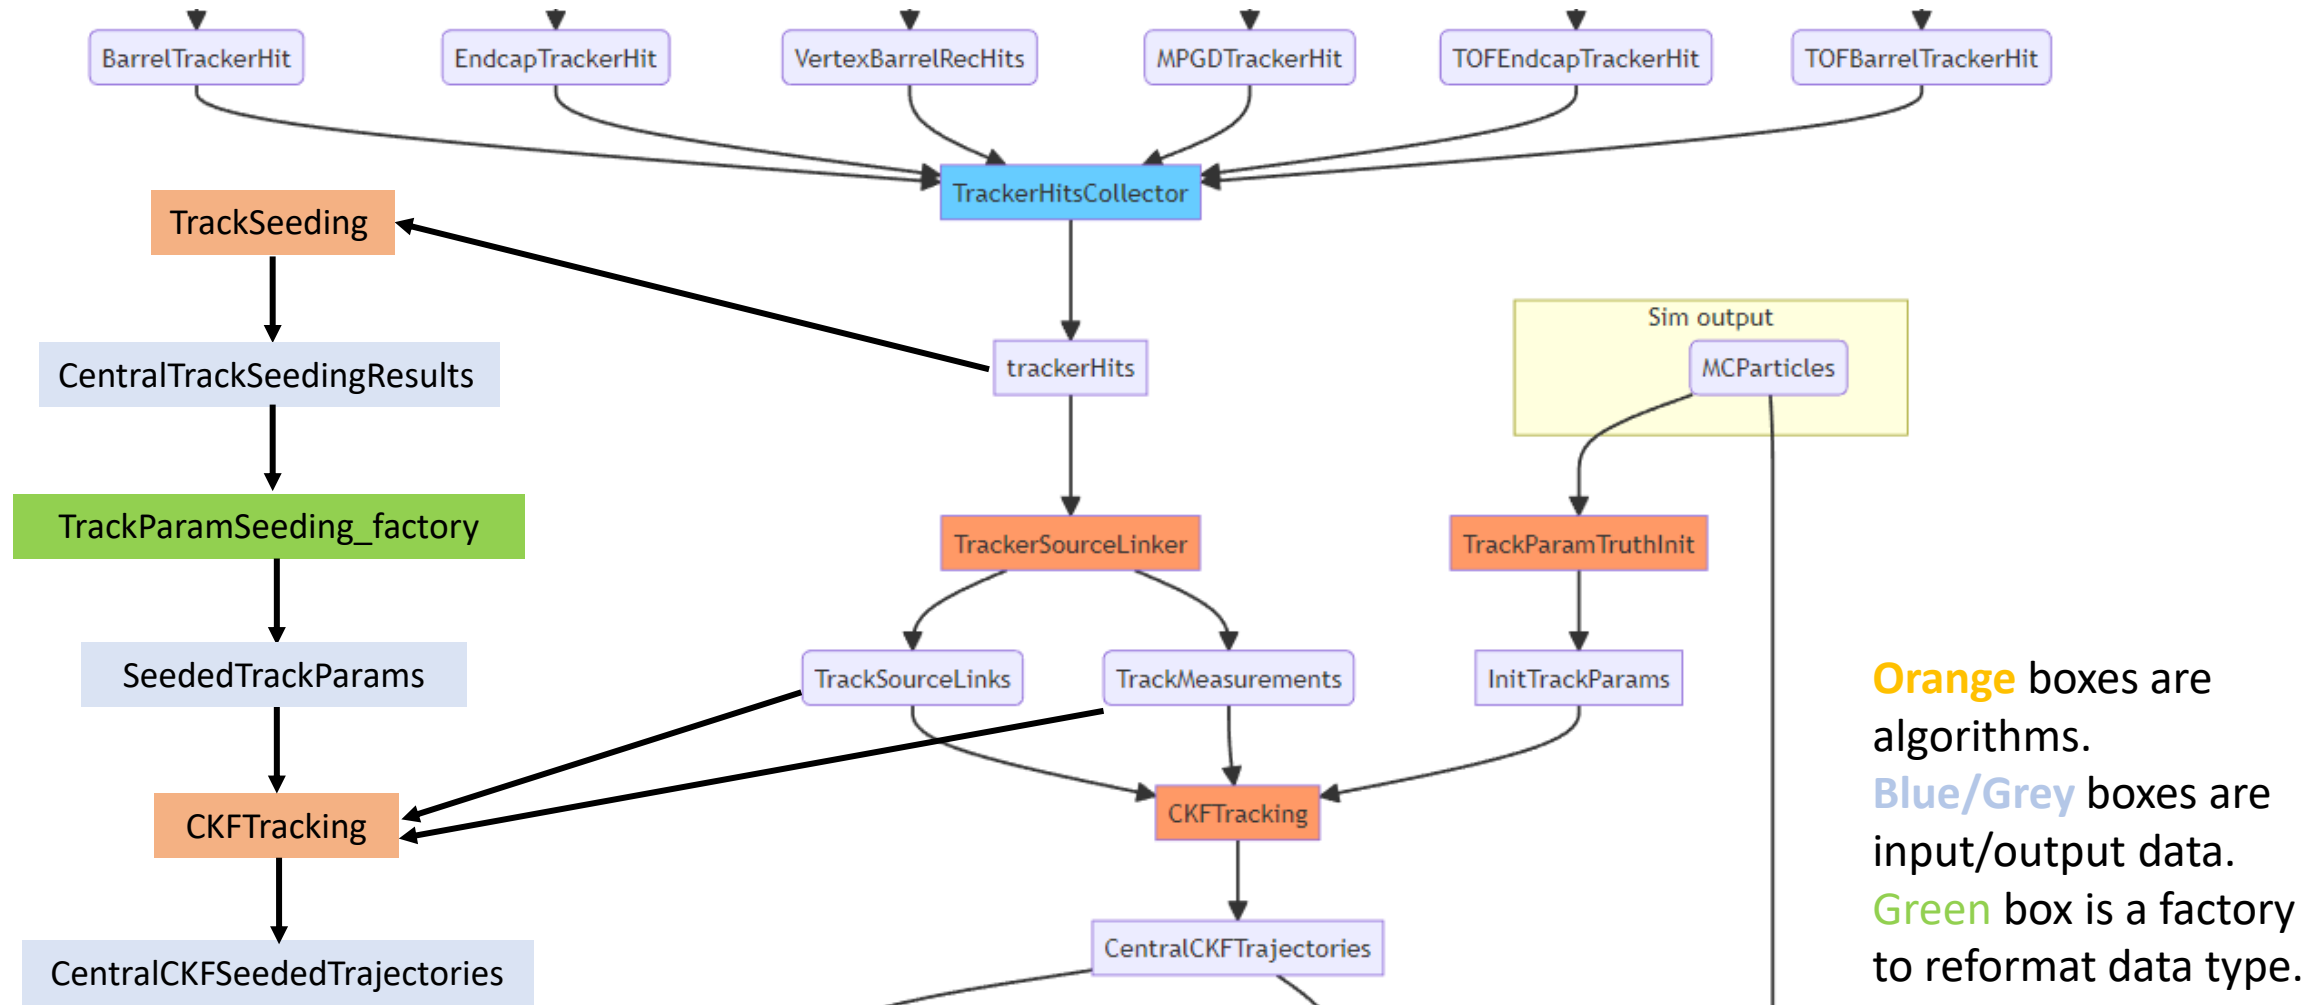 BarrelTrackerHit
EndcapTrackerHit
VertexBarrelRecHits
MPGDTrackerHit
TOFEndcapTrackerHit
TOFBarrelTrackerHit
TrackerHitsCollector
TrackSeeding
Sim output
CentralTrackSeedingResults
trackerHits
MCParticles
TrackParamSeeding_factory
TrackerSourceLinker
TrackParamTruthInit
SeededTrackParams
TrackSourceLinks
TrackMeasurements
InitTrackParams
CKFTracking
CKFTracking
CentralCKFSeededTrajectories
CentralCKFTrajectories
Orange boxes are
algorithms.
Blue/Grey boxes are
input/output data.
Green box is a factory
to reformat data type.